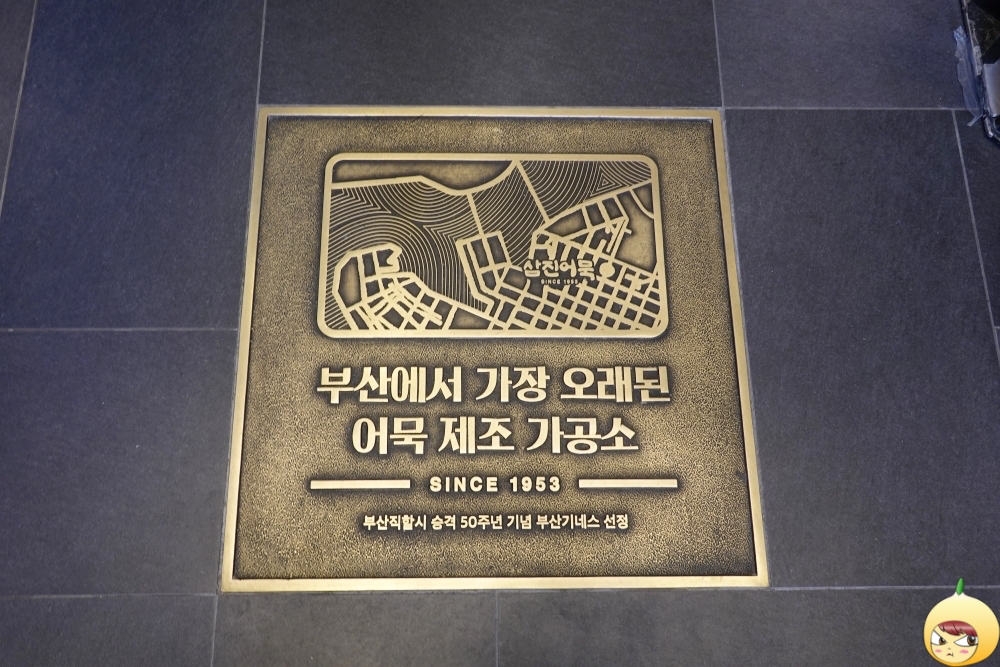 삼진어묵
SINCE 1953
부산에서 가장 오래된
어묵 제조 가공소
SINCE 1953
부산직할시 승격 50주년 기념 부산기네스 선정